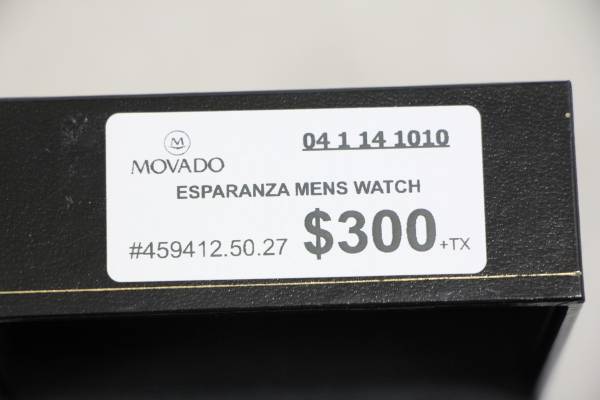 M
MOVADO
04 1 14 1010
ESPARANZA MENS WATCH
#459412.50.27 $300+TX